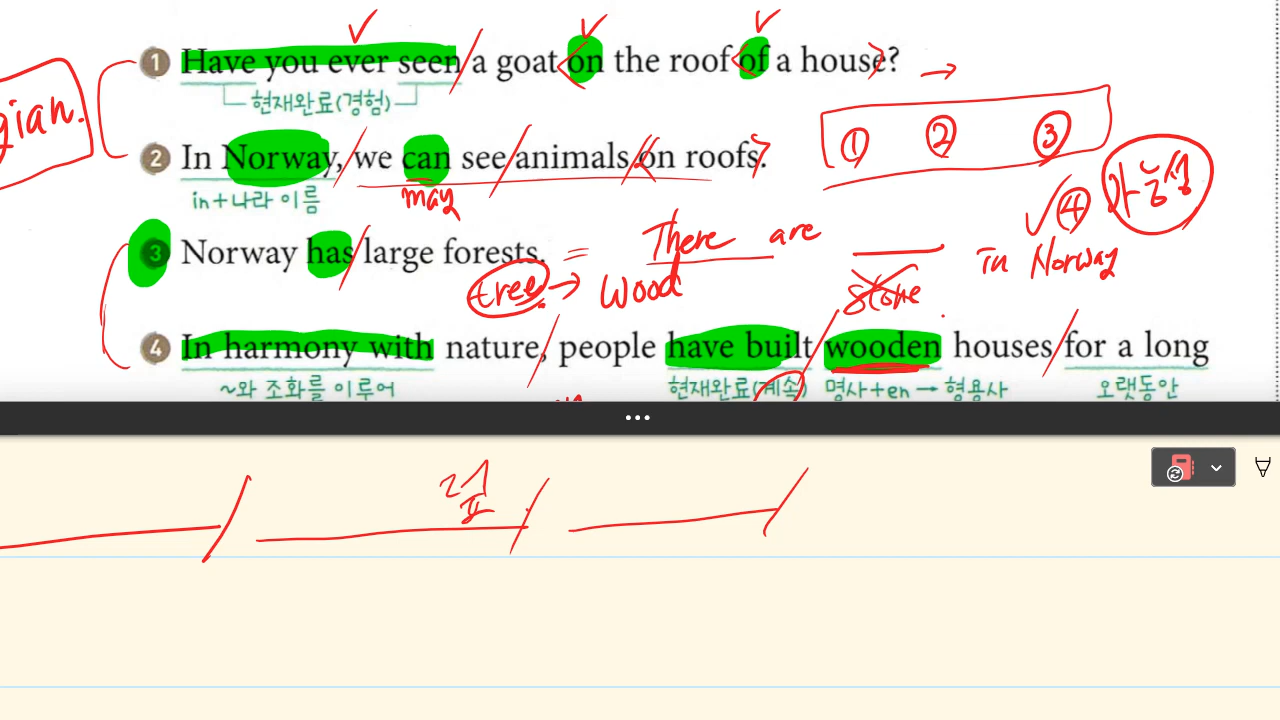 ① Have you ever seen / a goat <on the roof <of a house>?
현재완료(경험)
gian.
② In Norway, / we can see / animals / <on roofs>.
in+나라 이름
may
① ② ③
④ 가능성
③ Norway has / large forests. = There are ____ in Norway
tree → wood stone
④ In harmony with nature, / people have built / wooden houses / for a long
~와 조화를 이루어 현재완료(계속) 명사+en → 형용사 오랫동안